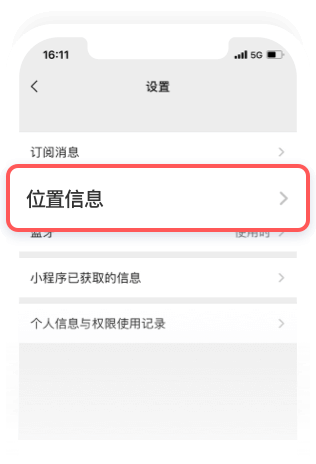 16:11
5G
设置
订阅消息
位置信息
蓝牙
使用时
小程序已获取的信息
个人信息与权限使用记录